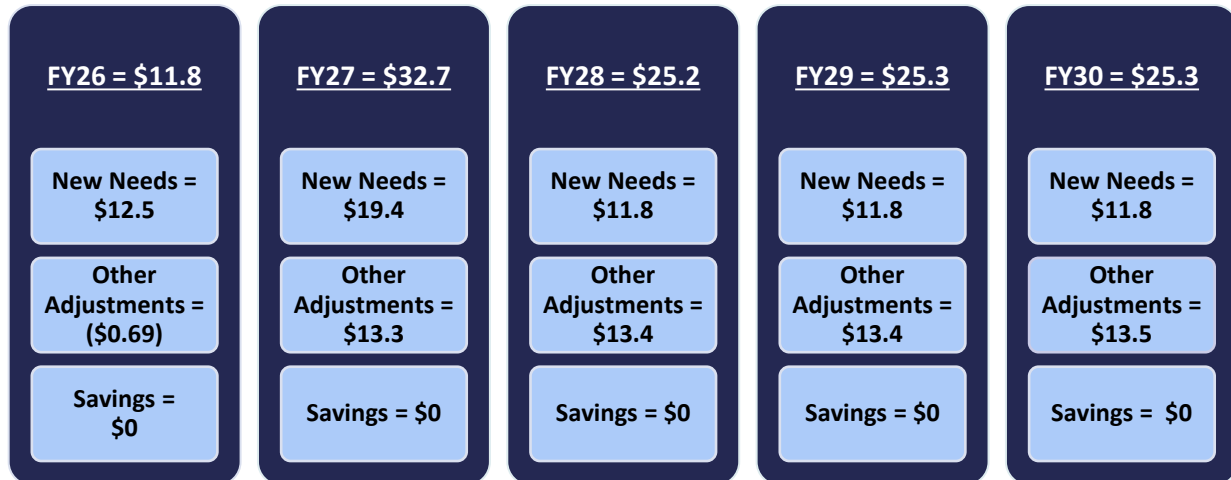 FY26 = $11.8
New Needs =
$12.5
Other
Adjustments =
($0.69)
Savings =
$0
FY27 = $32.7
New Needs =
$19.4
Other
Adjustments =
$13.3
Savings = $0
FY28 = $25.2
New Needs =
$11.8
Other
Adjustments =
$13.4
Savings = $0
FY29 = $25.3
New Needs =
$11.8
Other
Adjustments =
$13.4
Savings = $0
FY30 = $25.3
New Needs =
$11.8
Other
Adjustments =
$13.5
Savings =  $0